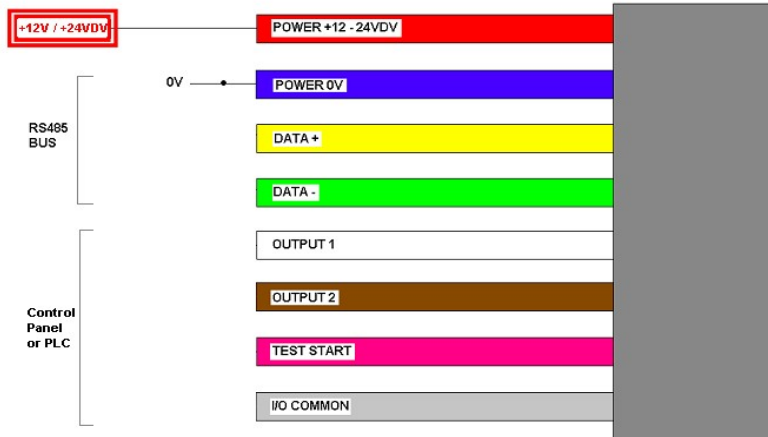 +12V / +24VDV
POWER +12 - 24VDV
0V
POWER 0V
RS485
BUS
DATA +
DATA -
OUTPUT 1
OUTPUT 2
Control
Panel
or PLC
TEST START
I/O COMMON